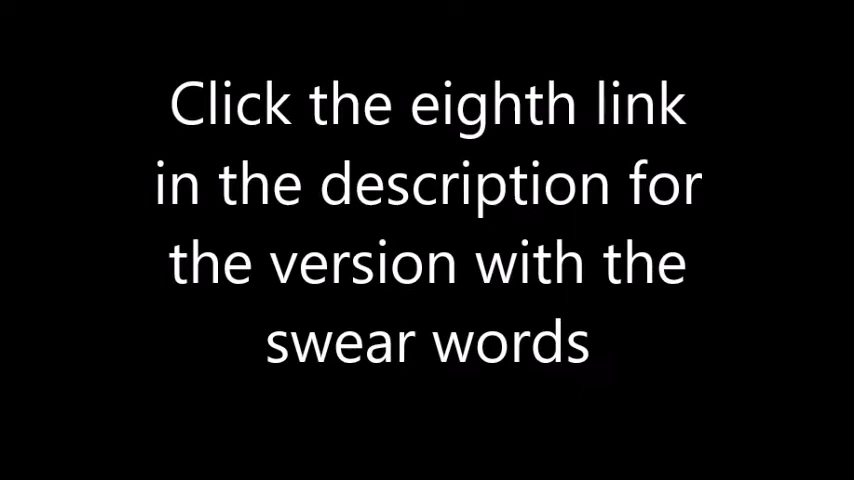 Click the eighth link
in the description for
the version with the
swear words